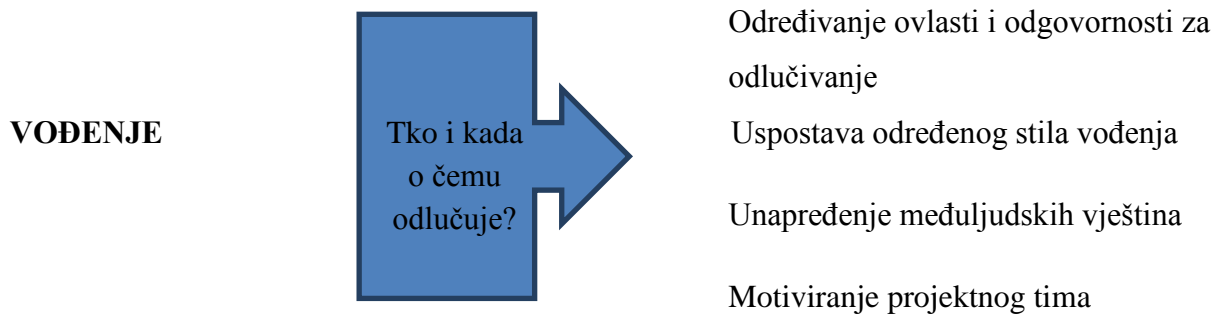 VOĐENJE
Tko i kada
o čemu
odlučuje?
Određivanje ovlasti i odgovornosti za
odlučivanje
Uspostava određenog stila vođenja
Unapređenje međuljudskih vještina
Motiviranje projektnog tima